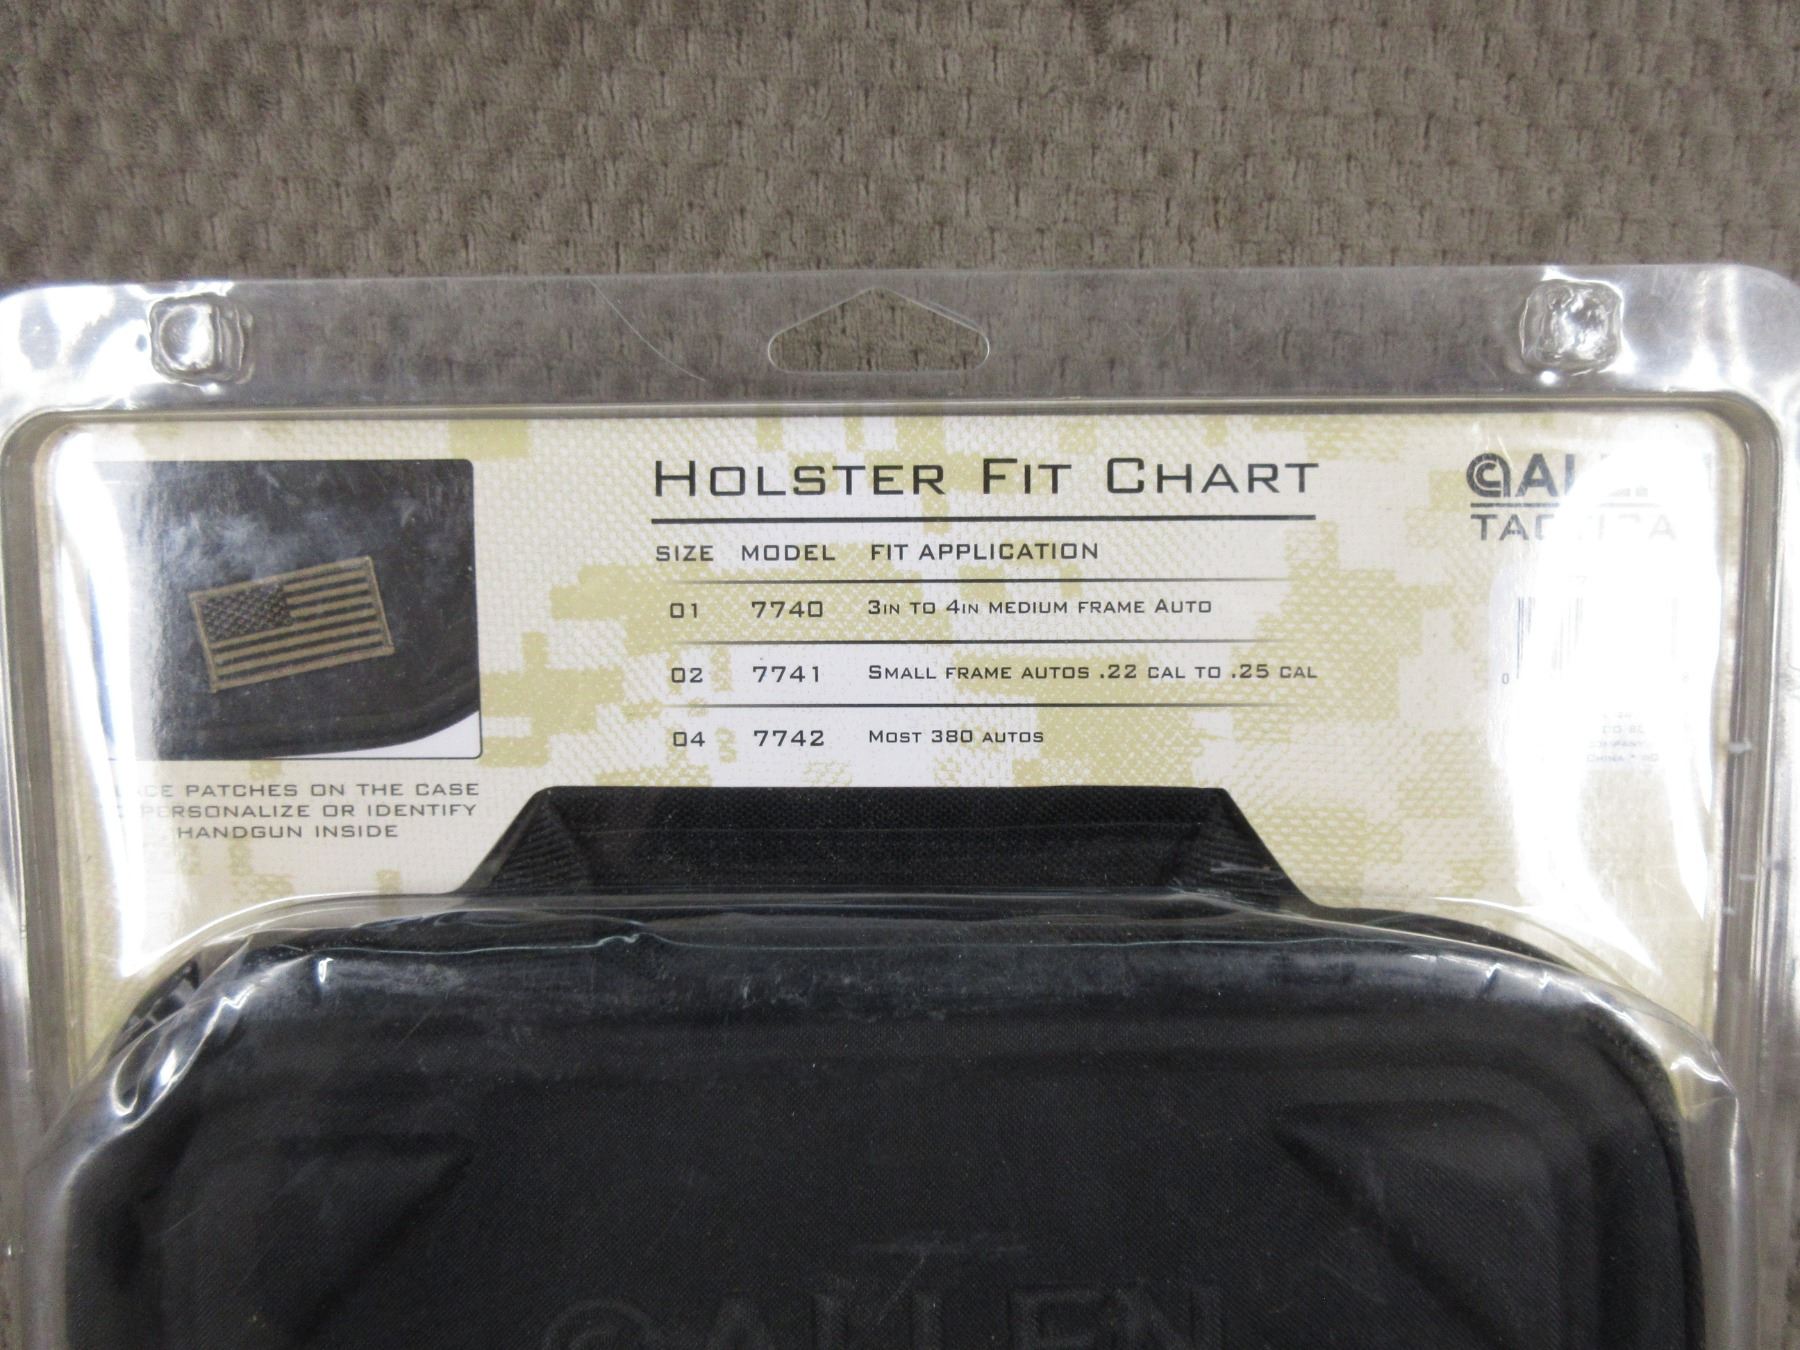 HOLSTER FIT CHART
SIZE MODEL FIT APPLICATION
01 7740 3IN TO 4IN MEDIUM FRAME AUTO
02 7741 SMALL FRAME AUTOS .22 CAL TO .25 CAL
04 7742 MOST 380 AUTOS
PATCHES ON THE CASE
PERSONALIZE OR IDENTIFY
HANDGUN INSIDE
ALLEN